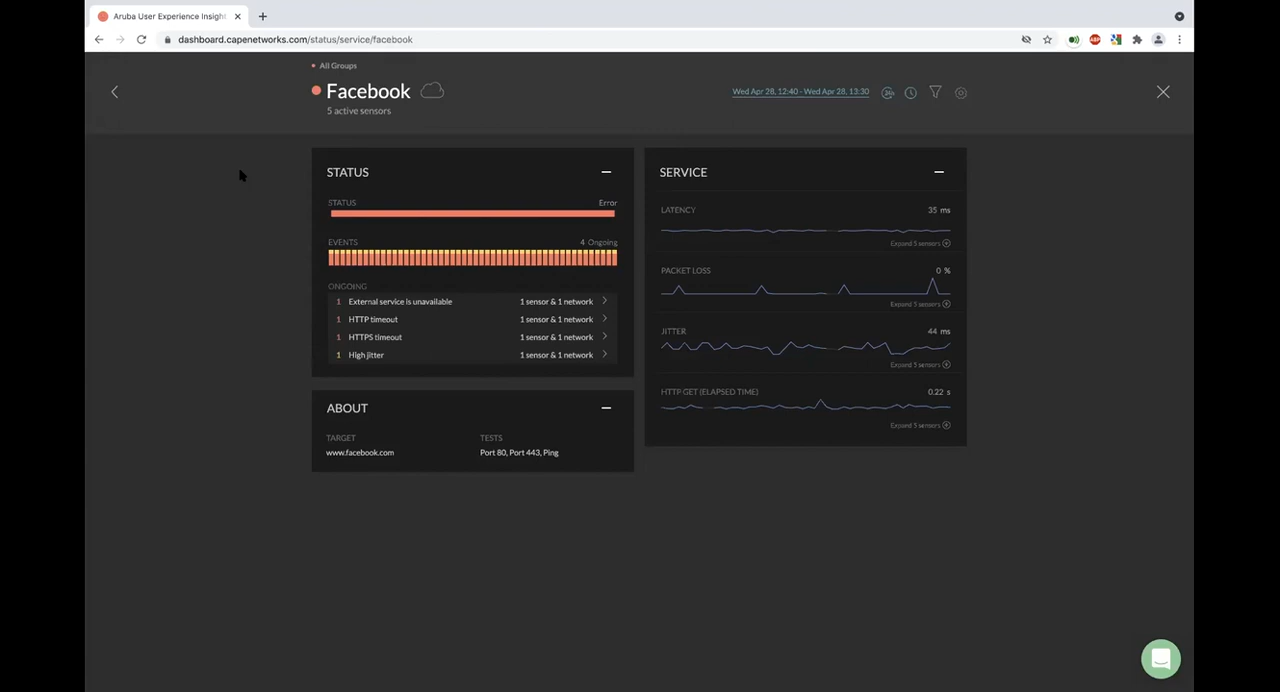 Aruba User Experience Insigh
dashboard.capenetworks.com/status/service/facebook
ABP
All Groups
Facebook
5 active sensors
Wed Apr 28, 12:40 - Wed Apr 28, 13:30
24h
STATUS
STATUS
Error
EVENTS
4 Ongoing
ONGOING
1 External service is unavailable 1 sensor & 1 network
1 HTTP timeout 1 sensor & 1 network
1 HTTPS timeout 1 sensor & 1 network
1 High jitter 1 sensor & 1 network
ABOUT
TARGET
TESTS
www.facebook.com
Port 80, Port 443, Ping
SERVICE
LATENCY 35 ms
Expand 5 sensors
PACKET LOSS 0 %
Expand 5 sensors
JITTER 44 ms
Expand 5 sensors
HTTP GET (ELAPSED TIME) 0.22 s
Expand 5 sensors